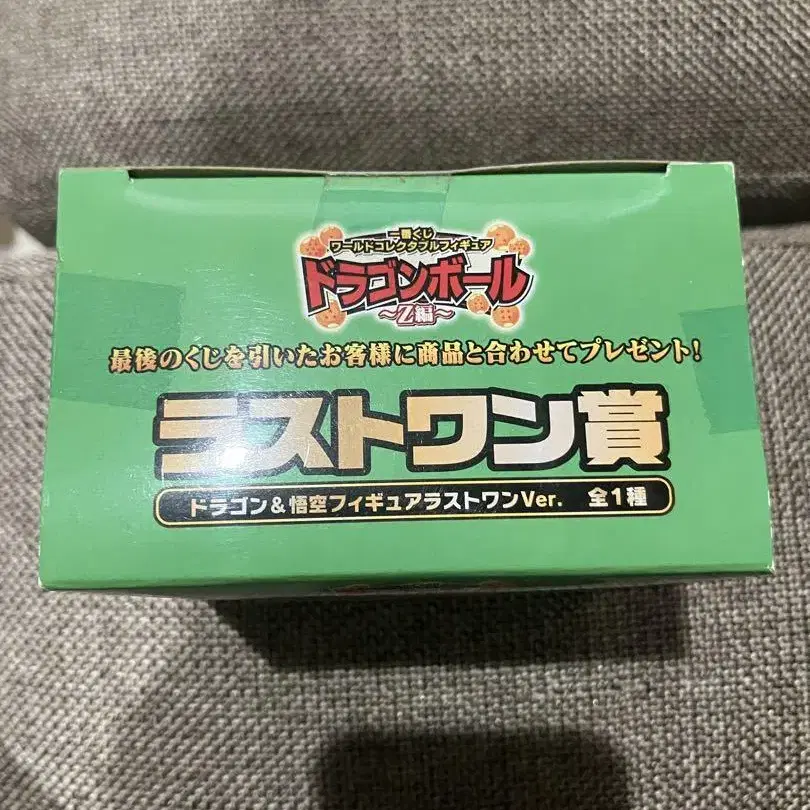 一番くじ
ワールドコレクタブルフィギュア
ドラゴンボール
～Z編～
最後のくじを引いたお客様に商品と合わせてプレゼント!
ラストワン賞
ドラゴン&悟空フィギュアラストワンVer. 全1種